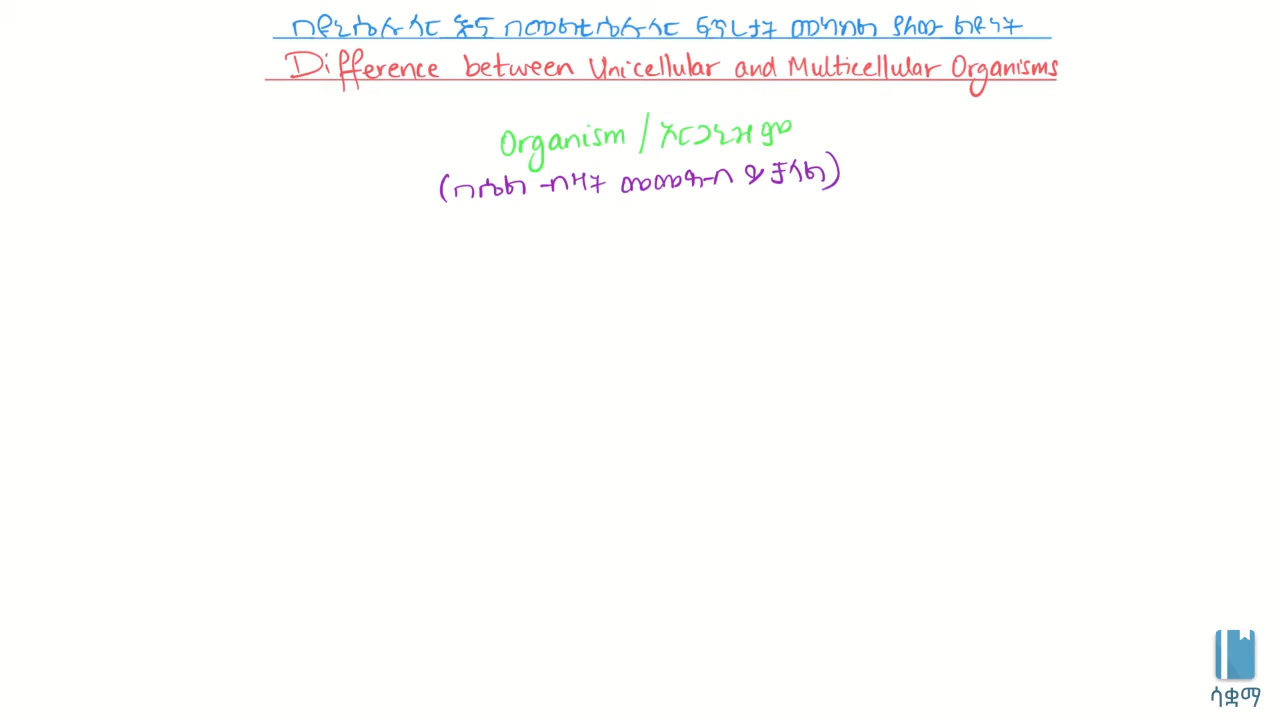 በዩኒሴሉላር እና በመልቲሴሉላር ፍጥረታት መካከል ያለው ልዩነት
Difference between Unicellular and Multicellular Organisms
Organism / ኦርጋኒዝም
(በሴል ብዛት መመደብ ይቻላል)
ሳቋማ